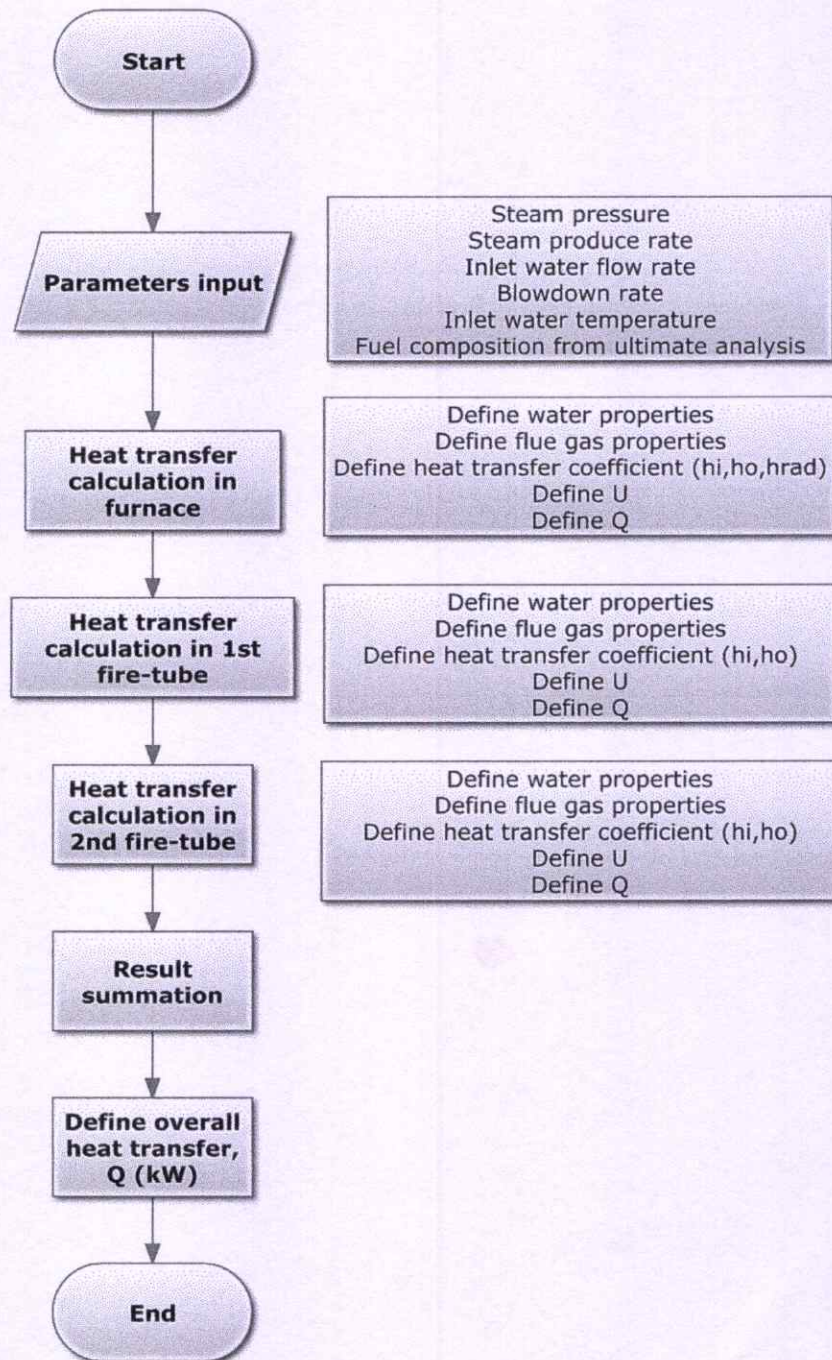 Start
Parameters input
Steam pressure
Steam produce rate
Inlet water flow rate
Blowdown rate
Inlet water temperature
Fuel composition from ultimate analysis
Heat transfer
calculation in
furnace
Define water properties
Define flue gas properties
Define heat transfer coefficient (hi,ho,hrad)
Define U
Define Q
Heat transfer
calculation in 1st
fire-tube
Define water properties
Define flue gas properties
Define heat transfer coefficient (hi,ho)
Define U
Define Q
Heat transfer
calculation in
2nd fire-tube
Define water properties
Define flue gas properties
Define heat transfer coefficient (hi,ho)
Define U
Define Q
Result
summation
Define overall
heat transfer,
Q (kW)
End